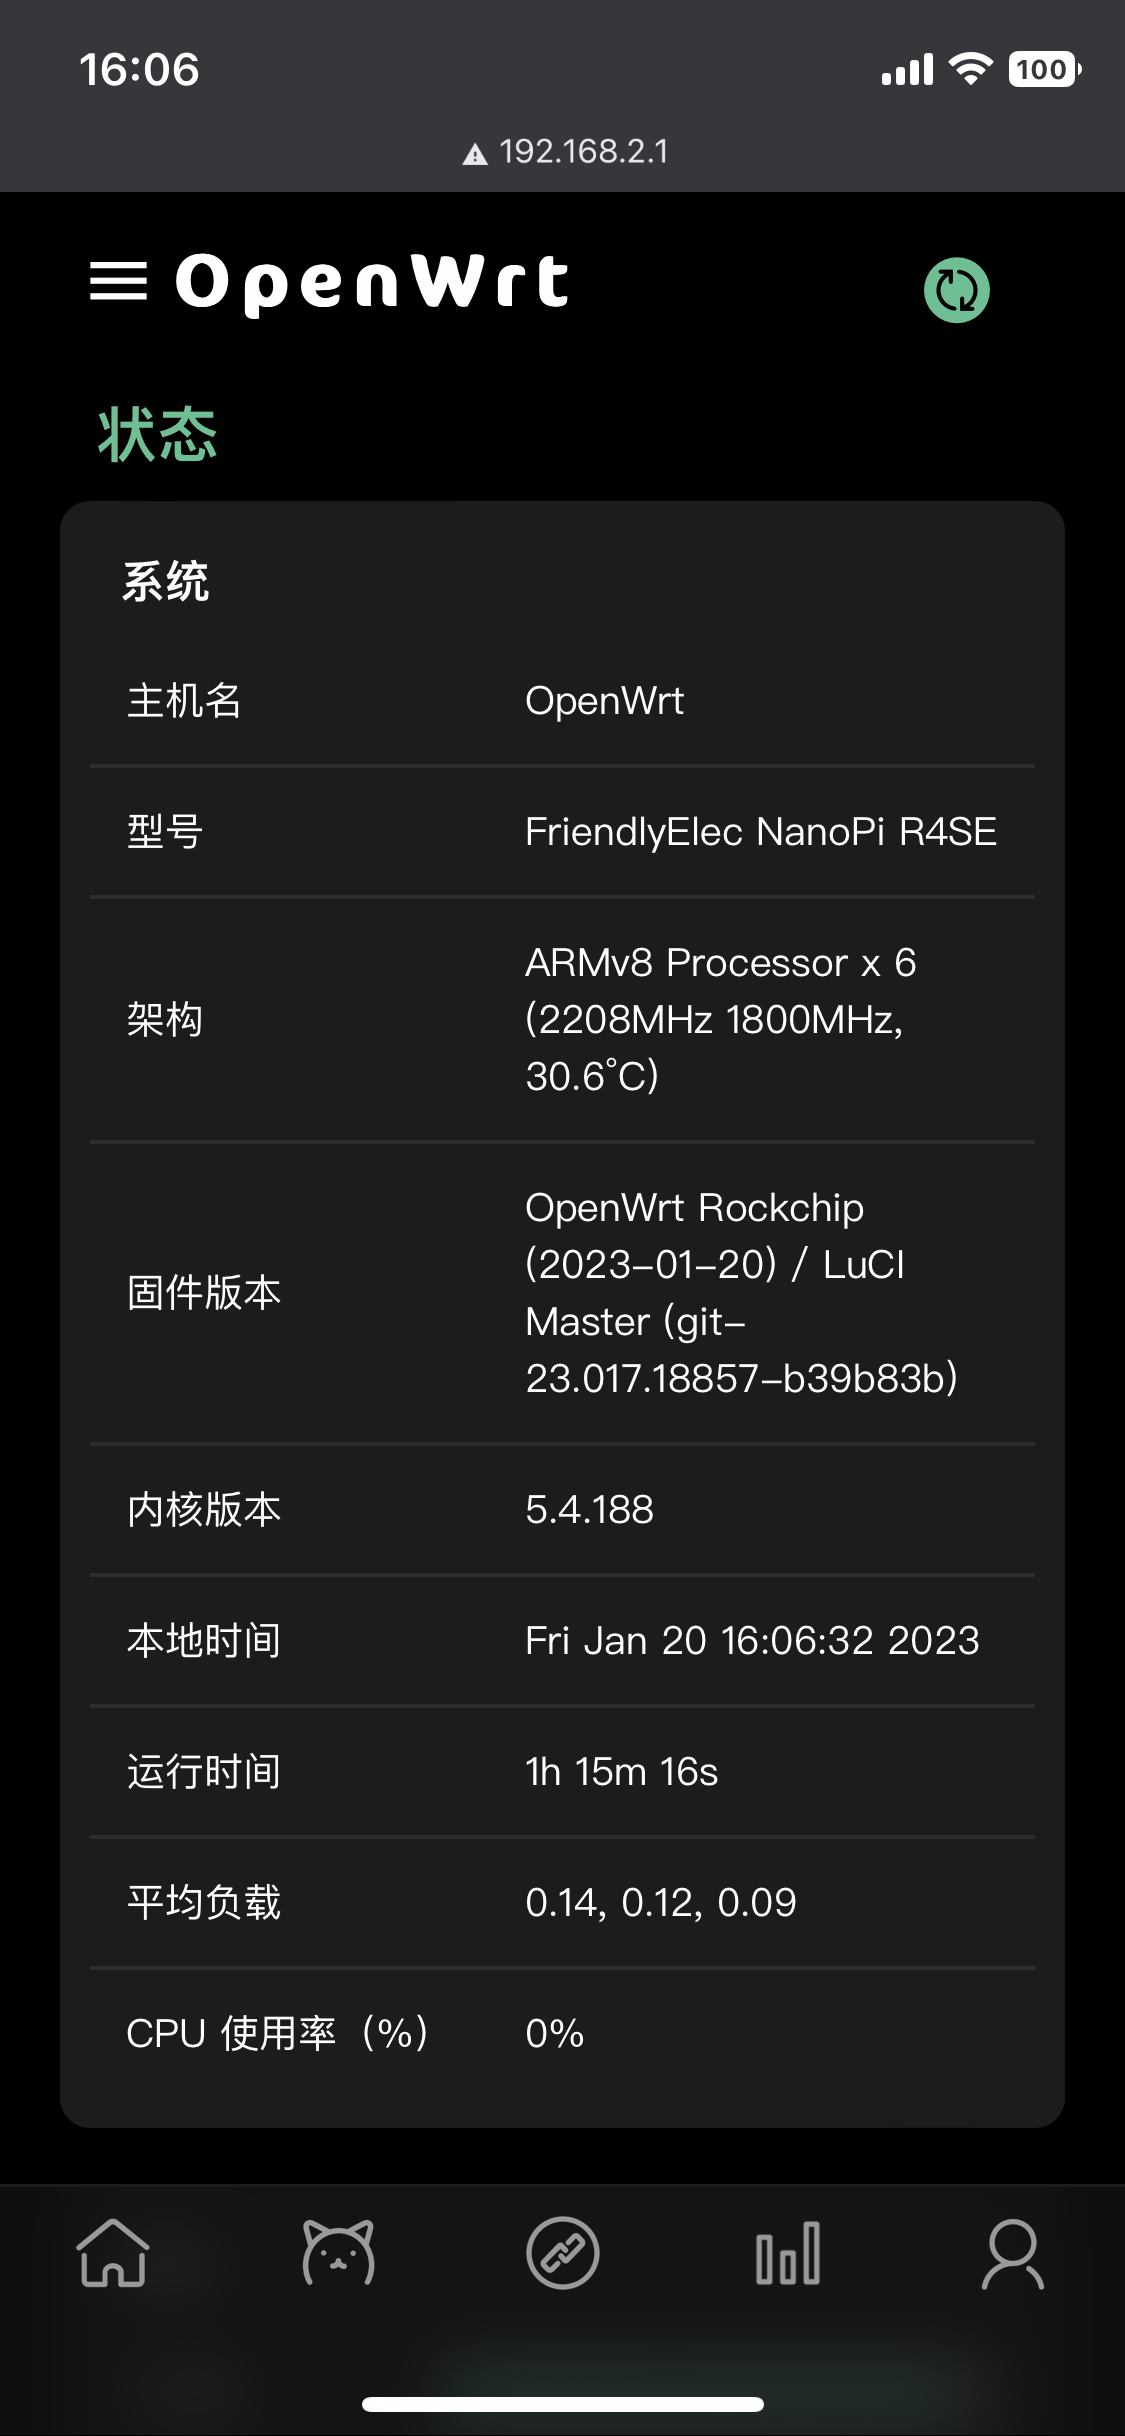 16:06
100
192.168.2.1
OpenWrt
状态
系统
主机名
OpenWrt
型号
FriendlyElec NanoPi R4SE
架构
ARMv8 Processor x 6
(2208MHz 1800MHz,
30.6°C)
固件版本
OpenWrt Rockchip
(2023-01-20) / LuCI
Master (git-
23.017.18857-b39b83b)
内核版本
5.4.188
本地时间
Fri Jan 20 16:06:32 2023
运行时间
1h 15m 16s
平均负载
0.14, 0.12, 0.09
CPU 使用率（%）
0%